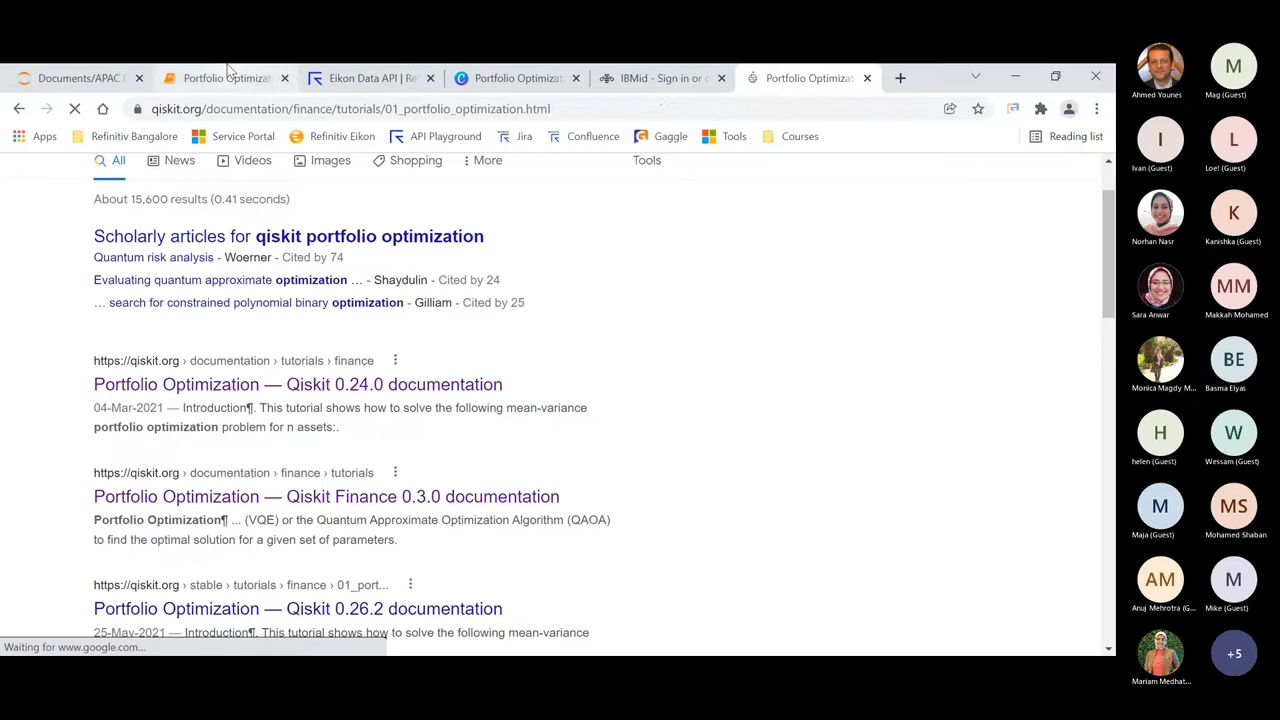 Documents/APAC
Portfolio Optimizat
Eikon Data API | Re
Portfolio Optimizat
IBMid - Sign in or c
Portfolio Optimizat
qiskit.org/documentation/finance/tutorials/01_portfolio_optimization.html
Apps
Refinitiv Bangalore
Service Portal
Refinitiv Eikon
API Playground
Jira
Confluence
Gaggle
Tools
Courses
Reading list
All
News
Videos
Images
Shopping
More
Tools
About 15,600 results (0.41 seconds)
Scholarly articles for qiskit portfolio optimization
Quantum risk analysis - Woerner - Cited by 74
Evaluating quantum approximate optimization … - Shaydulin - Cited by 24
… search for constrained polynomial binary optimization - Gilliam - Cited by 25
https://qiskit.org › documentation › tutorials › finance
Portfolio Optimization — Qiskit 0.24.0 documentation
04-Mar-2021 — Introduction¶. This tutorial shows how to solve the following mean-variance
portfolio optimization problem for n assets:.
https://qiskit.org › documentation › finance › tutorials
Portfolio Optimization — Qiskit Finance 0.3.0 documentation
Portfolio Optimization¶ ... (VQE) or the Quantum Approximate Optimization Algorithm (QAOA)
to find the optimal solution for a given set of parameters.
https://qiskit.org › stable › tutorials › finance › 01_port...
Portfolio Optimization — Qiskit 0.26.2 documentation
25-May-2021 — Introduction¶. This tutorial shows how to solve the following mean-variance
Waiting for www.google.com...
Ahmed Younes
M
Mag (Guest)
I
Ivan (Guest)
L
Loe! (Guest)
Norhan Nasr
K
Kanishka (Guest)
Sara Anwar
MM
Makkah Mohamed
Monica Magdy M...
BE
Basma Elyas
H
helen (Guest)
W
Wessam (Guest)
M
Maja (Guest)
MS
Mohamed Shaban
AM
Anuj Mehrotra (G...
M
Mike (Guest)
Mariam Medhat...
+5